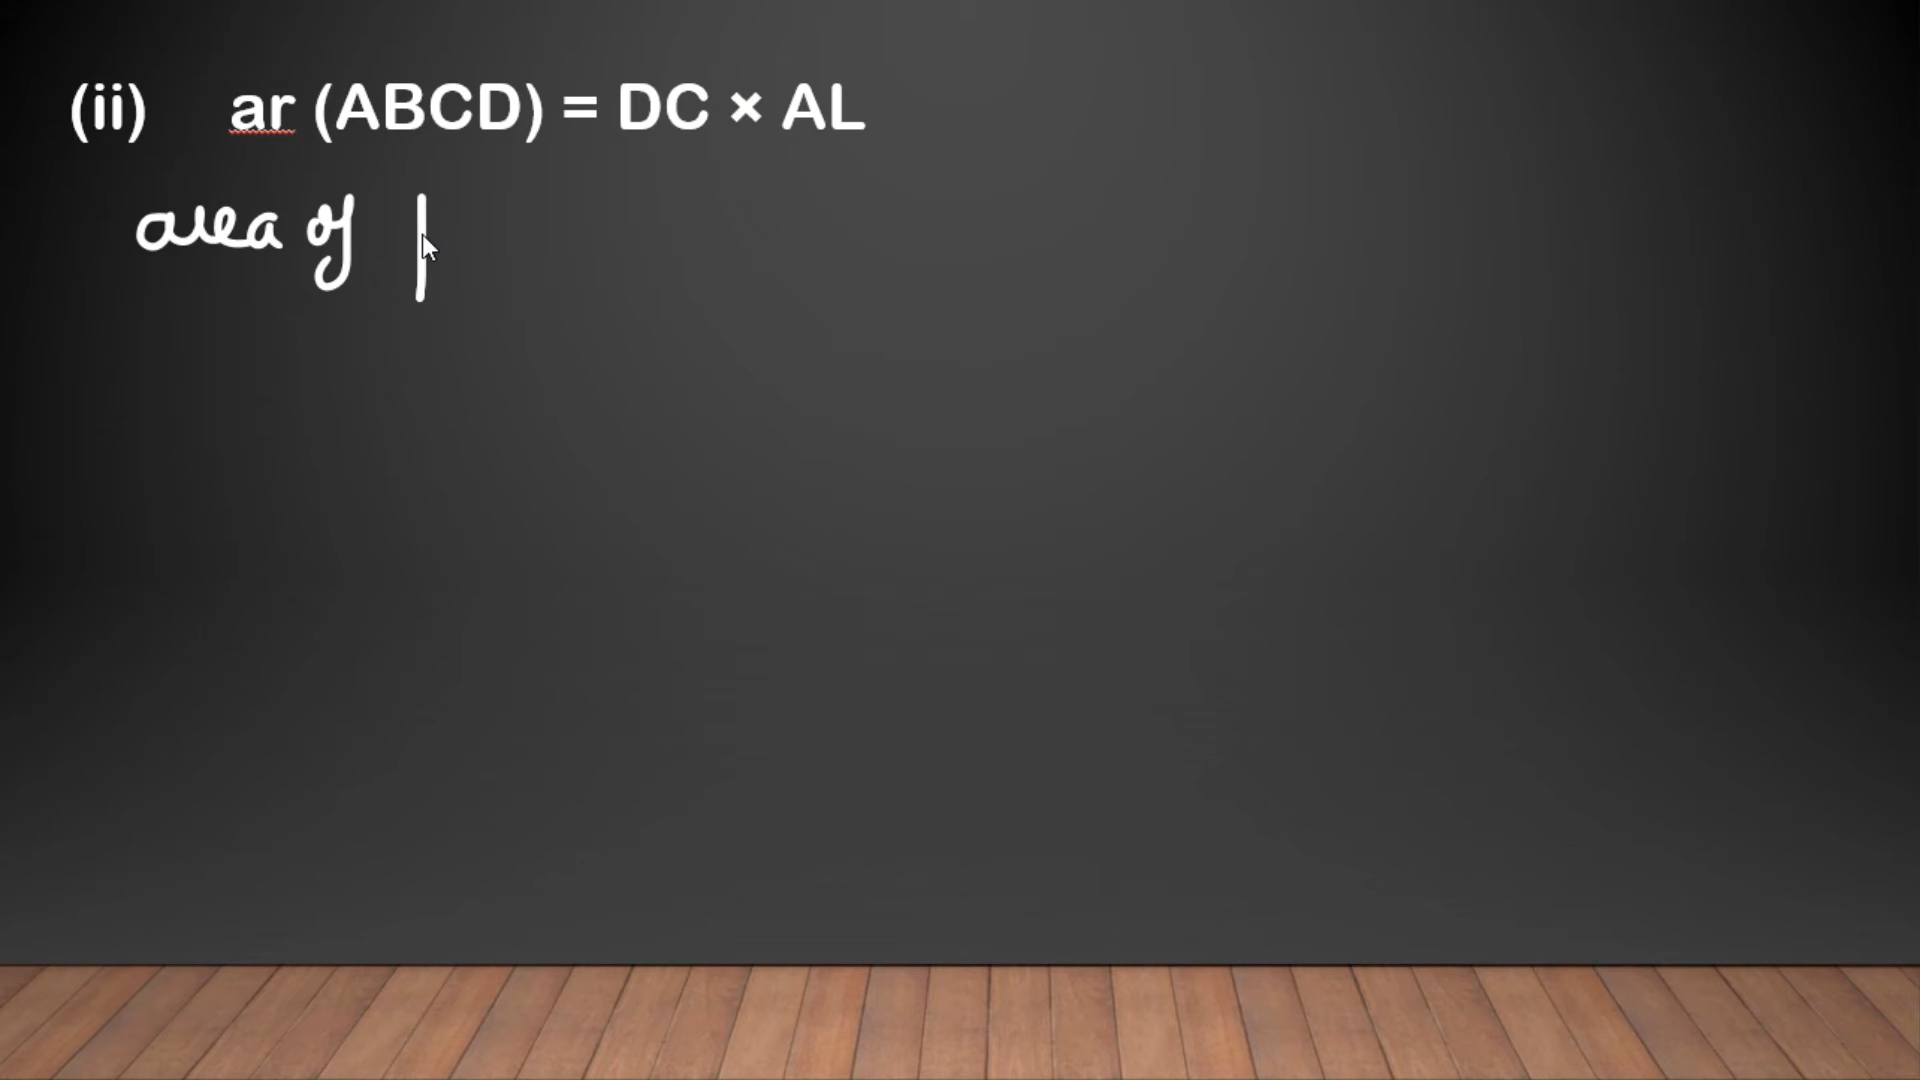 (ii) ar (ABCD) = DC × AL
area of